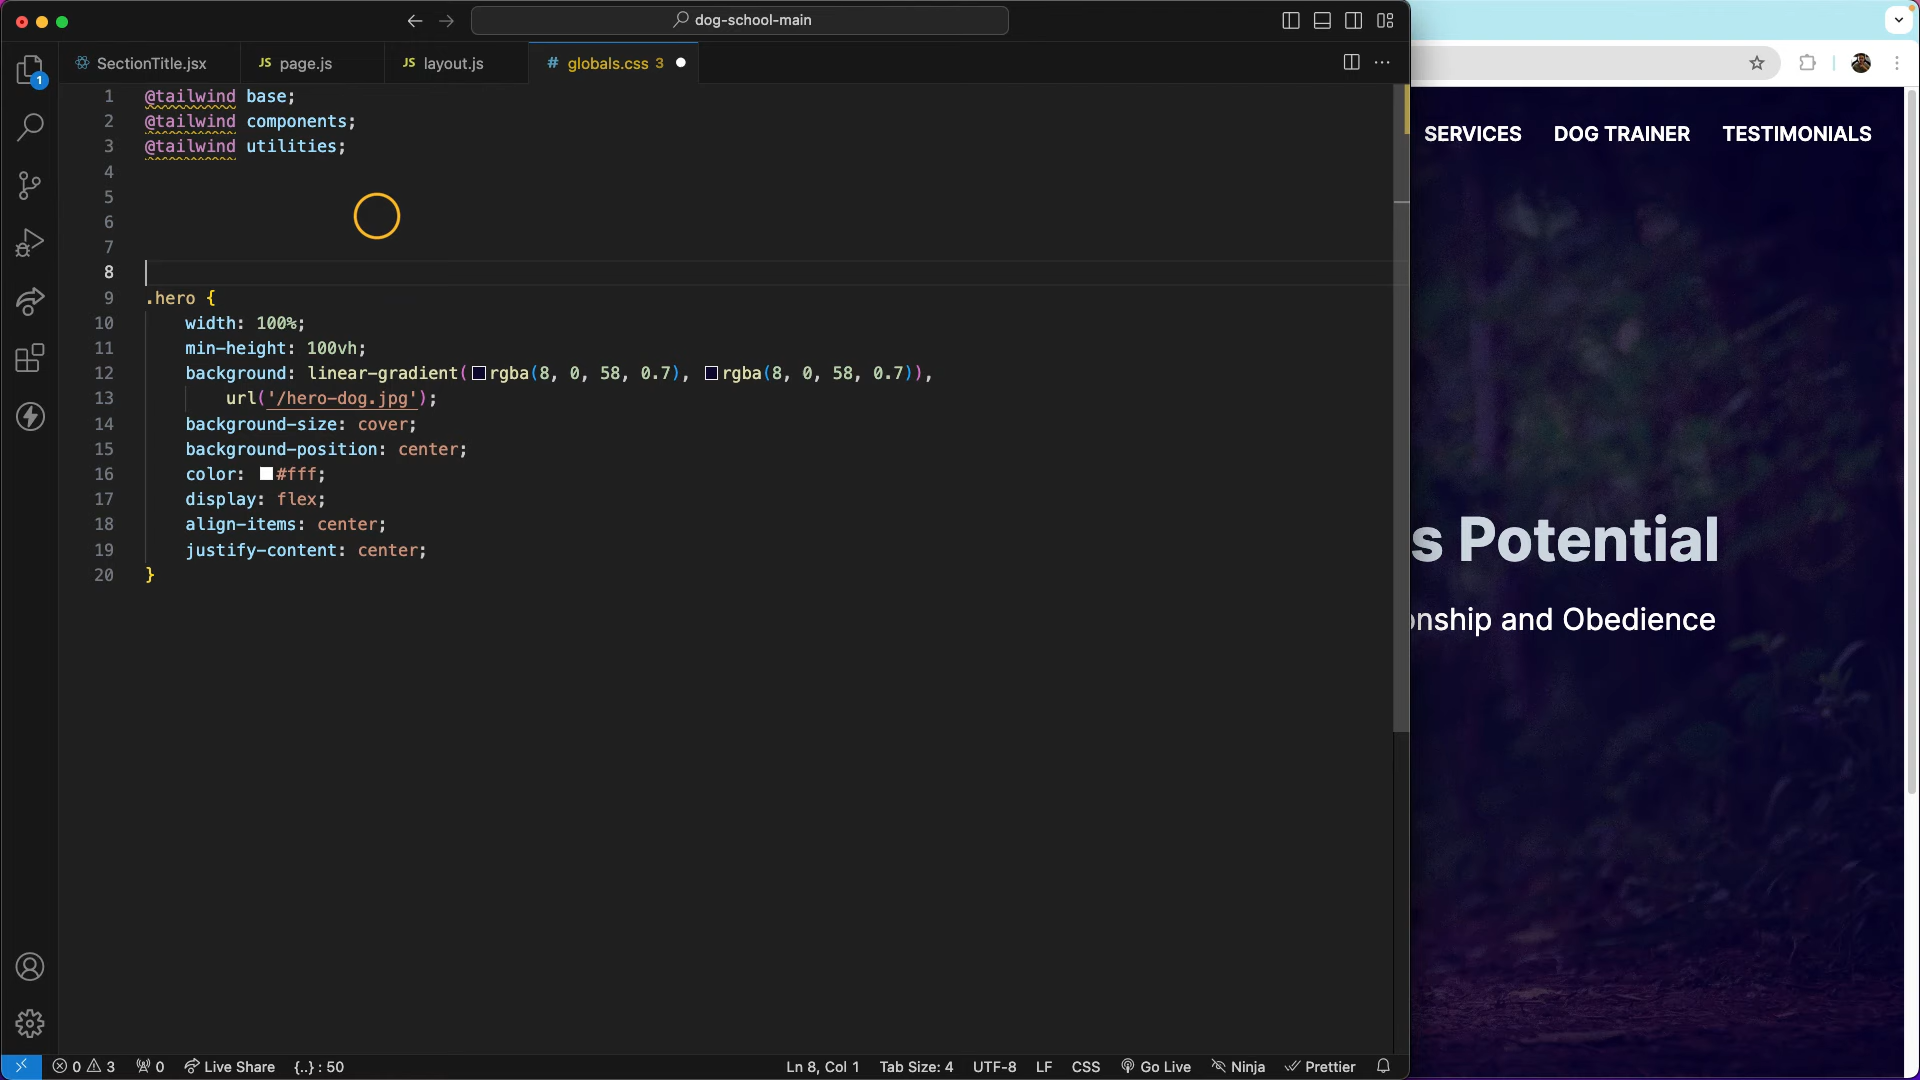 dog-school-main
SectionTitle.jsx
JS page.js
JS layout.js
# globals.css 3
1
1 @tailwind base;
2 @tailwind components;
3 @tailwind utilities;
4
5
6
7
8
9 .hero {
10 width: 100%;
11 min-height: 100vh;
12 background: linear-gradient(rgba(8, 0, 58, 0.7), rgba(8, 0, 58, 0.7)),
13 url('/hero-dog.jpg');
14 background-size: cover;
15 background-position: center;
16 color: #fff;
17 display: flex;
18 align-items: center;
19 justify-content: center;
20 }
SERVICES DOG TRAINER TESTIMONIALS
s Potential
onship and Obedience
0 3 0 Live Share {..} : 50 Ln 8, Col 1 Tab Size: 4 UTF-8 LF CSS Go Live Ninja Prettier